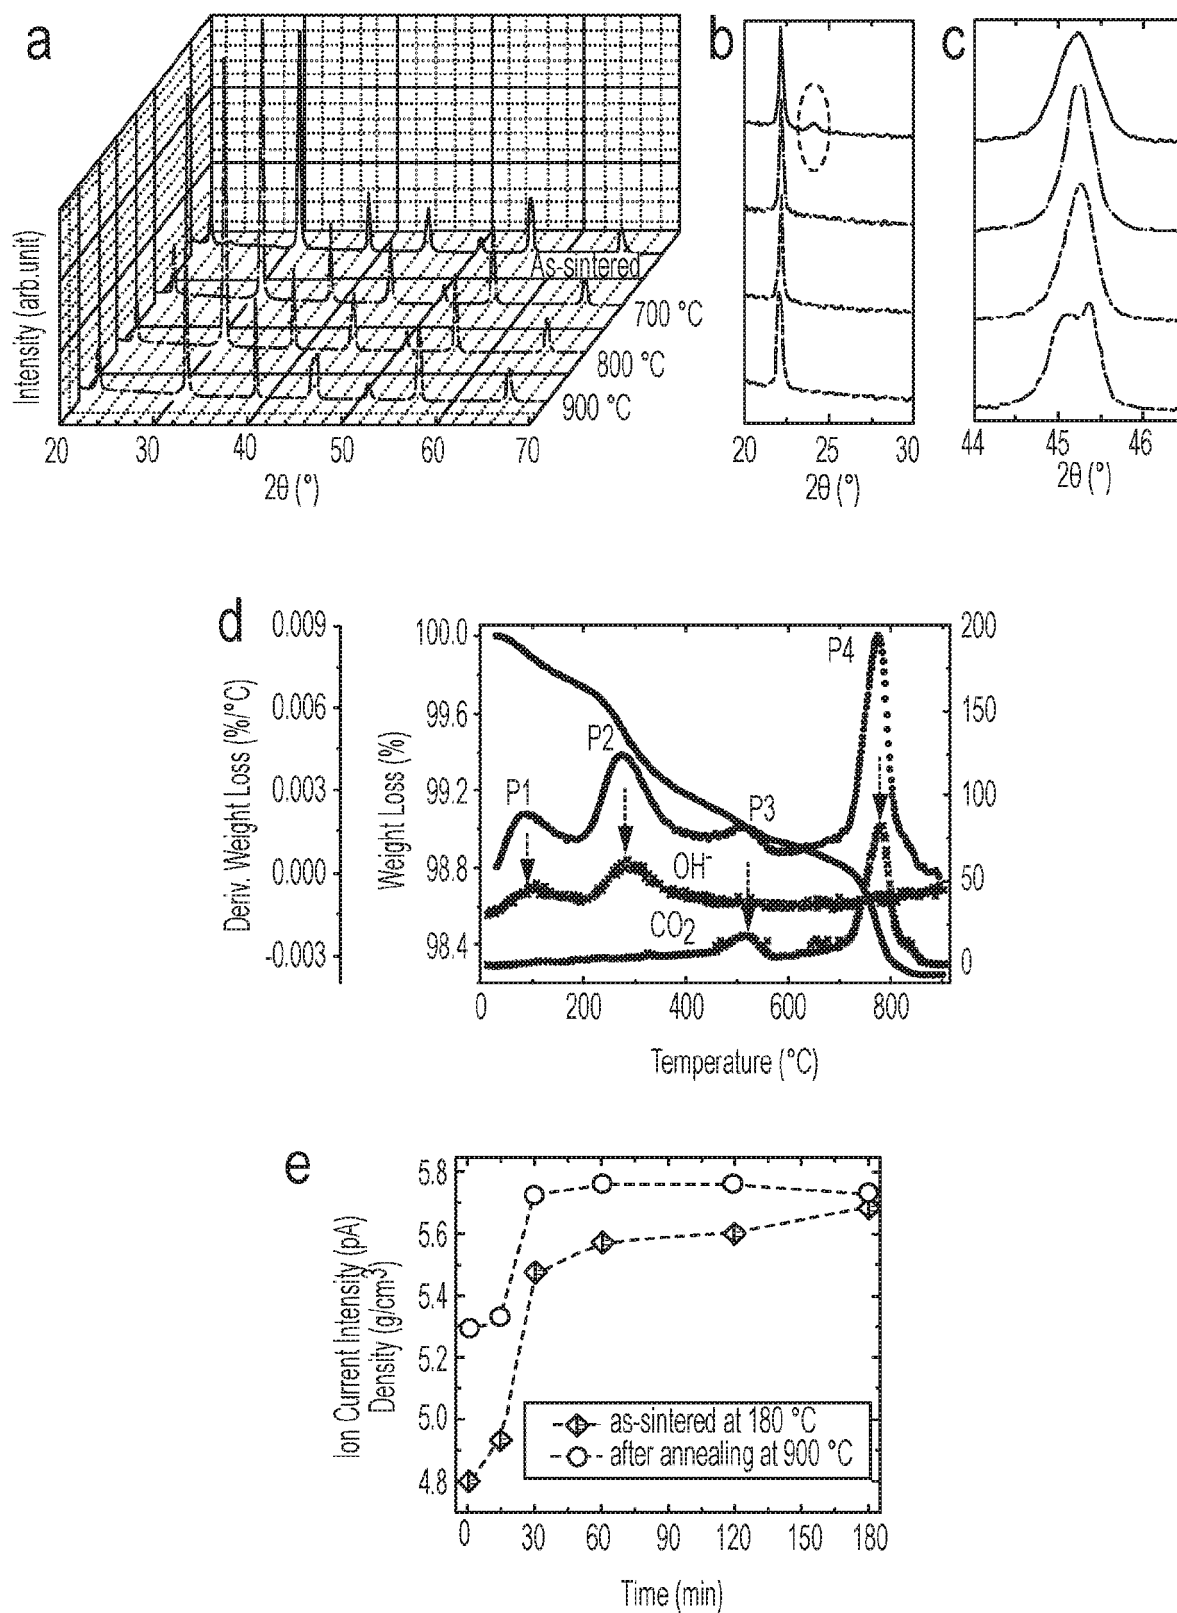 a
Intensity (arb.unit)
As-sintered
700 °C
800 °C
900 °C
20 30 40 50 60 70
2θ (°)
b
20 25 30
2θ (°)
c
44 45 46
2θ (°)
d
0.009
0.006
0.003
0.000
-0.003
Deriv. Weight Loss (%/°C)
100.0
99.6
99.2
98.8
98.4
Weight Loss (%)
P1
P2
P3
P4
OH-
CO2
200
150
100
50
0
0 200 400 600 800
Temperature (°C)
e
Ion Current Intensity (pA)
Density (g/cm3)
5.8
5.6
5.4
5.2
5.0
4.8
as-sintered at 180 °C
after annealing at 900 °C
0 30 60 90 120 150 180
Time (min)